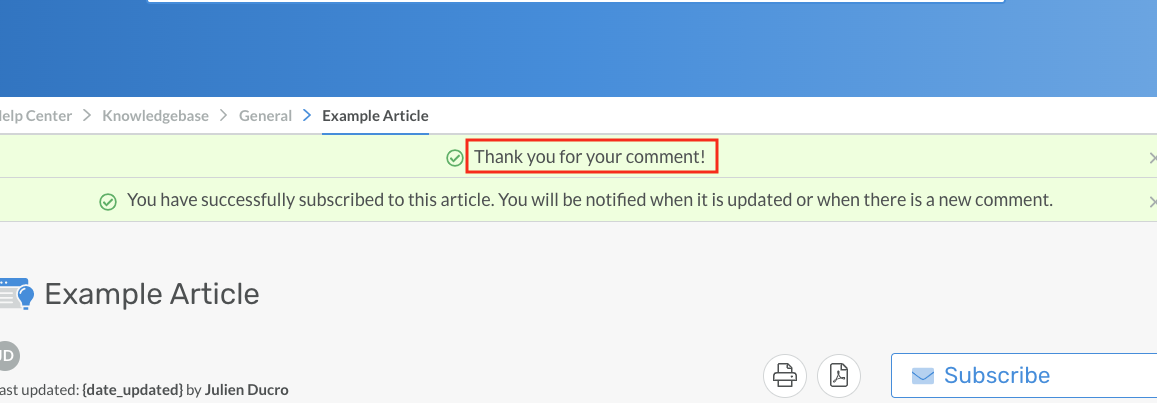 elp Center > Knowledgebase > General > Example Article
Thank you for your comment!
You have successfully subscribed to this article. You will be notified when it is updated or when there is a new comment.
Example Article
JD
ast updated: {date_updated} by Julien Ducro
Subscribe